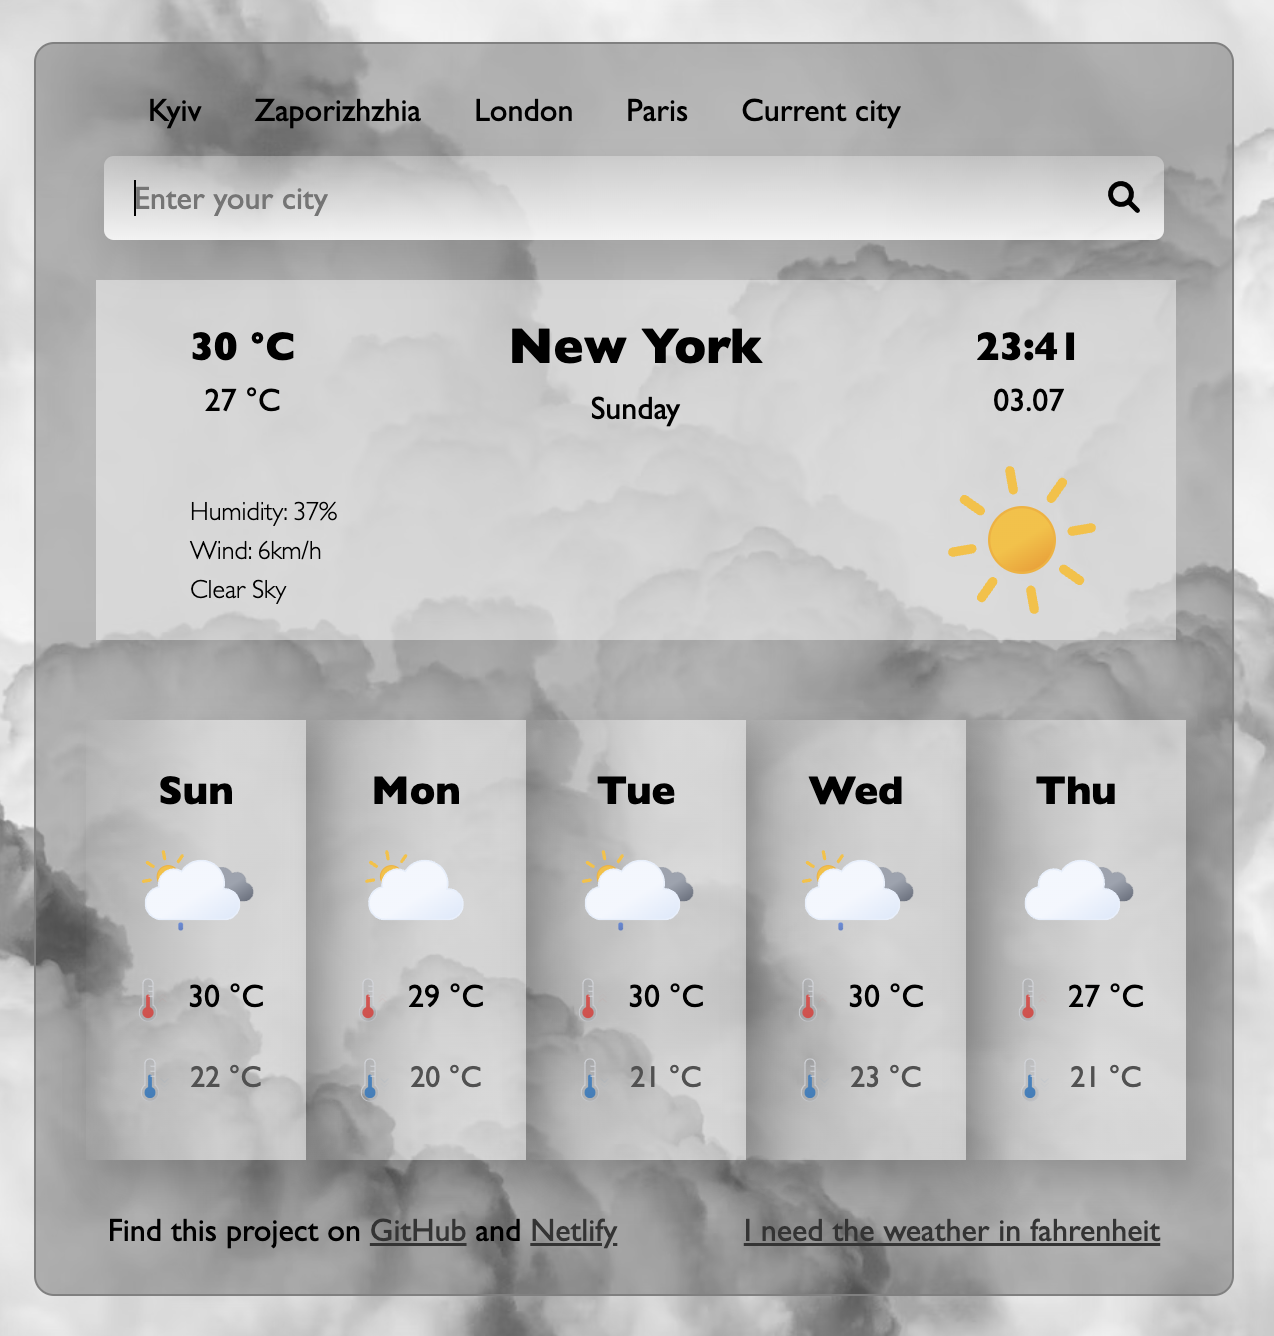 Kyiv Zaporizhzhia London Paris Current city
Enter your city
30 °C New York 23:41
27 °C Sunday 03.07
Humidity: 37%
Wind: 6km/h
Clear Sky
Sun Mon Tue Wed Thu
30 °C 29 °C 30 °C 30 °C 27 °C
22 °C 20 °C 21 °C 23 °C 21 °C
Find this project on GitHub and Netlify I need the weather in fahrenheit